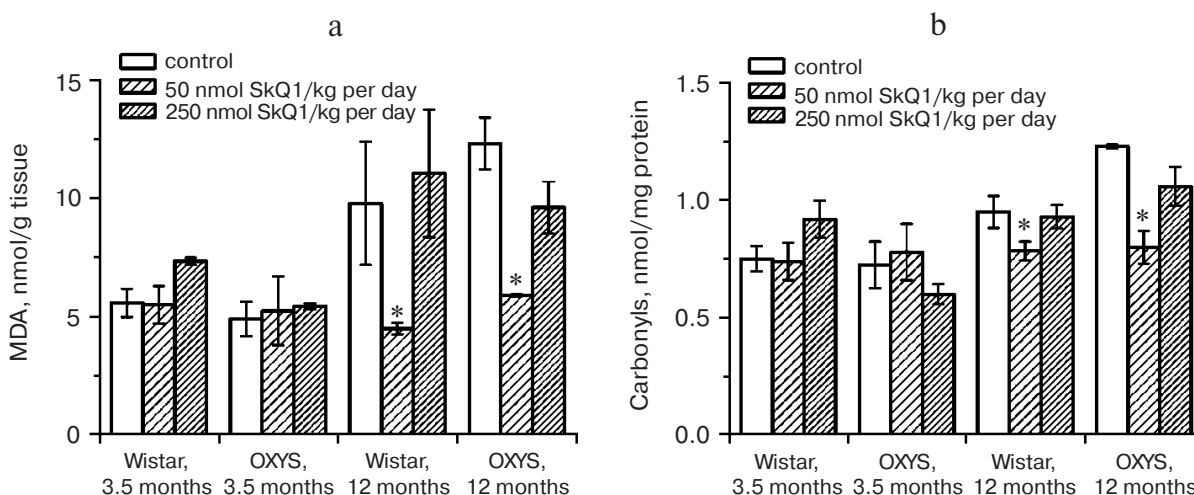 a
control
50 nmol SkQ1/kg per day
250 nmol SkQ1/kg per day
MDA, nmol/g tissue
15
10
5
0
*
*
Wistar, 3.5 months
OXYS, 3.5 months
Wistar, 12 months
OXYS, 12 months
b
control
50 nmol SkQ1/kg per day
250 nmol SkQ1/kg per day
Carbonyls, nmol/mg protein
1.5
1.0
0.5
0.0
*
*
Wistar, 3.5 months
OXYS, 3.5 months
Wistar, 12 months
OXYS, 12 months